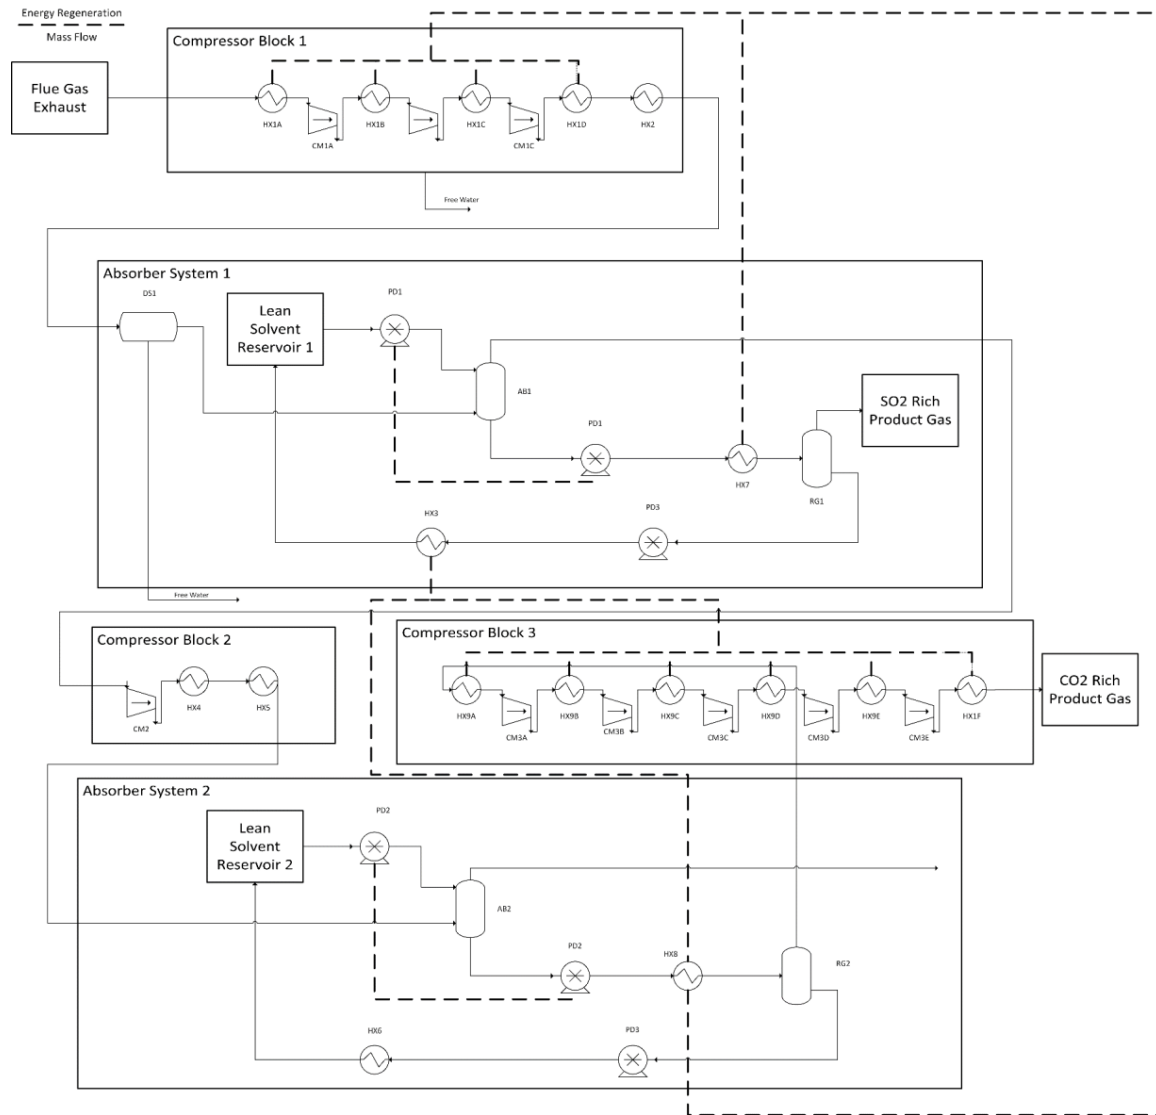 Energy Regeneration
Mass Flow
Compressor Block 1
Flue Gas
Exhaust
HX1A
HX1B
HX1C
HX1D
HX2
CM1A
CM1C
Free Water
Absorber System 1
DS1
Lean
Solvent
Reservoir 1
PD1
AB1
SO2 Rich
Product Gas
PD1
HX7
RG1
HX3
PD3
Free Water
Compressor Block 2
CM2
HX4
HX5
Compressor Block 3
HX9A
HX9B
HX9C
HX9D
HX9E
HX1F
CM3A
CM3B
CM3C
CM3D
CM3E
CO2 Rich
Product Gas
Absorber System 2
Lean
Solvent
Reservoir 2
PD2
AB2
PD2
HX8
RG2
HX6
PD3